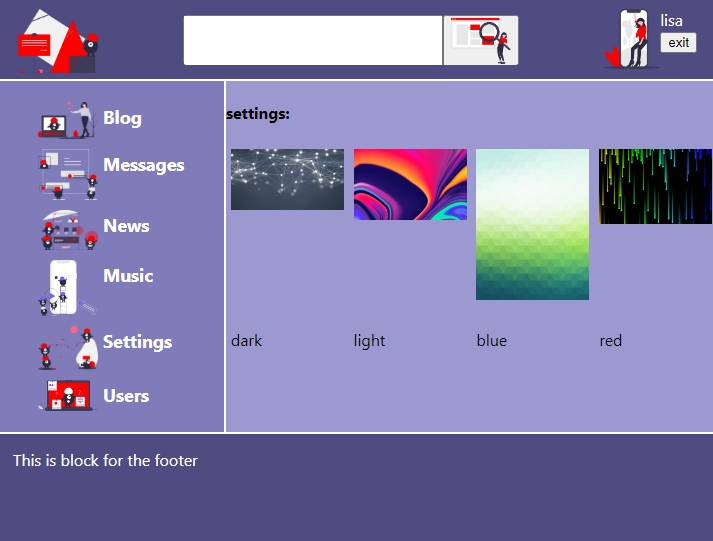 lisa
exit
Blog
Messages
News
Music
Settings
Users
settings:
dark
light
blue
red
This is block for the footer